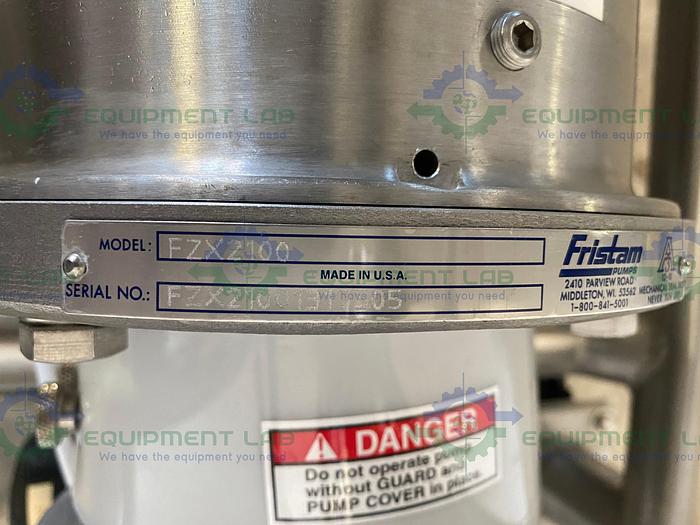 EQUIPMENT LAB
We have the equipment you need
EQUIPMENT LAB
We have the equipment you need
MODEL: FZX2100
MADE IN U.S.A.
SERIAL NO.:
Fristam
PUMPS
2410 PARVIEW ROAD
MIDDLETON, WI. 53562
1-800-841-5001
EQUIPMENT LAB
We have the equipment you need
DANGER
Do not operate pump
without GUARD and
PUMP COVER in place.
EQUIPMENT LAB
We have the equipment you need
EQUIPMENT LAB
We have the equipment you need